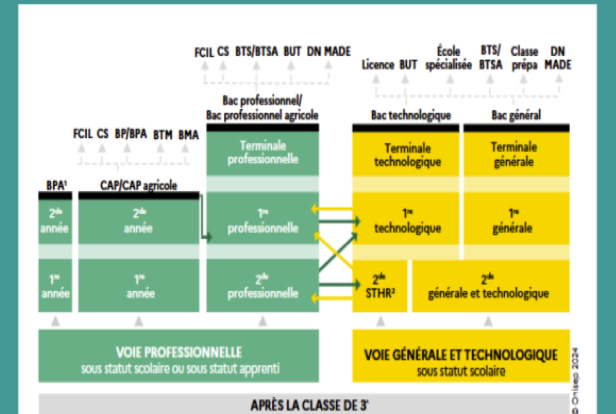 FCIL CS BTS/BTSA BUT DN MADE
Licence BUT
École
spécialisée
BTS/
BTSA
Classe
prépa
DN
MADE
Bac professionnel/
Bac professionnel agricole
Bac technologique
Bac général
FCIL CS BP/BPA BTM BMA
Terminale
professionnelle
Terminale
technologique
Terminale
générale
BPA¹
CAP/CAP agricole
2de
année
2de
année
1re
professionnelle
1re
technologique
1re
générale
1re
année
1re
année
2de
professionnelle
2de
STHR²
2de
générale et technologique
VOIE PROFESSIONNELLE
sous statut scolaire ou sous statut apprenti
VOIE GÉNÉRALE ET TECHNOLOGIQUE
sous statut scolaire
APRÈS LA CLASSE DE 3e
© Onisep 2024